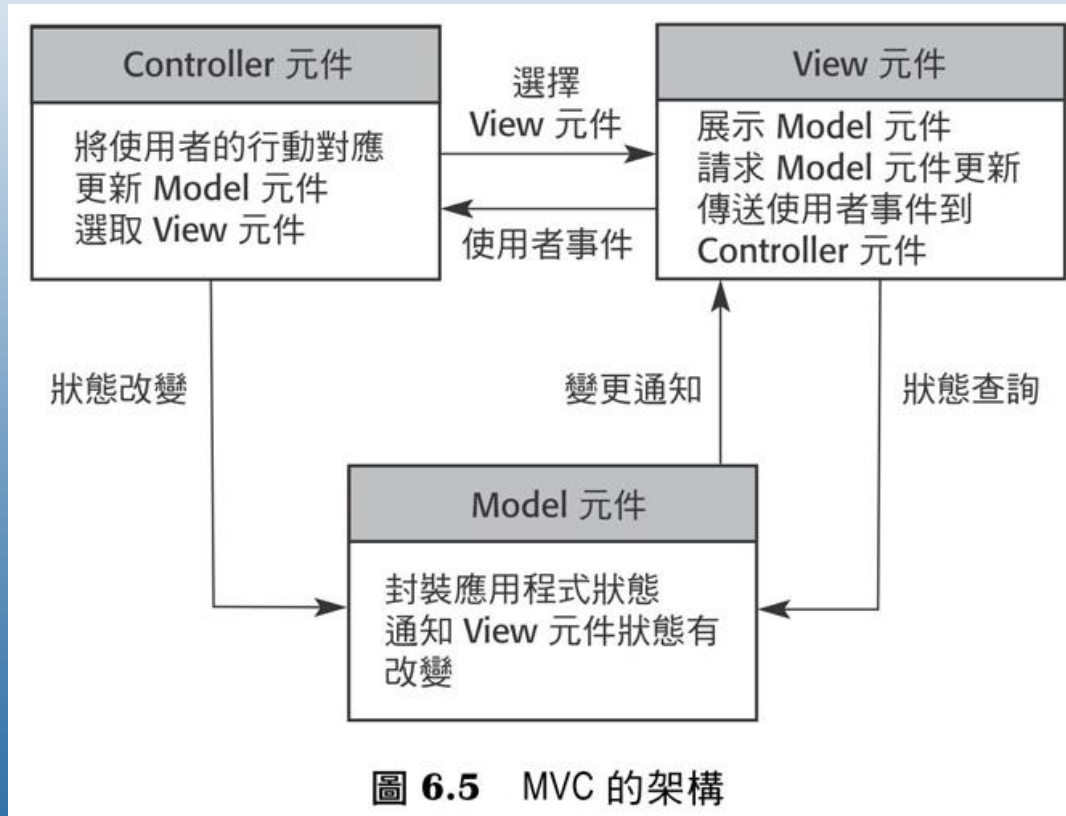 Controller 元件
將使用者的行動對應
更新 Model 元件
選取 View 元件
選擇
View 元件
使用者事件
View 元件
展示 Model 元件
請求 Model 元件更新
傳送使用者事件到
Controller 元件
狀態改變
變更通知
狀態查詢
Model 元件
封裝應用程式狀態
通知 View 元件狀態有
改變
圖 6.5 MVC 的架構